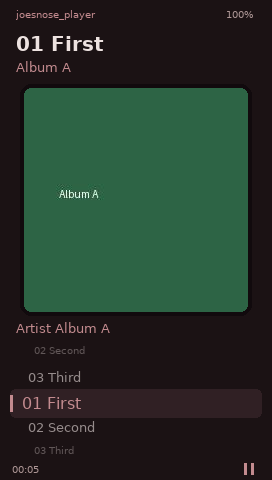 joesnose_player 100%
01 First
Album A
Album A
Artist Album A
02 Second
03 Third
01 First
02 Second
03 Third
00:05